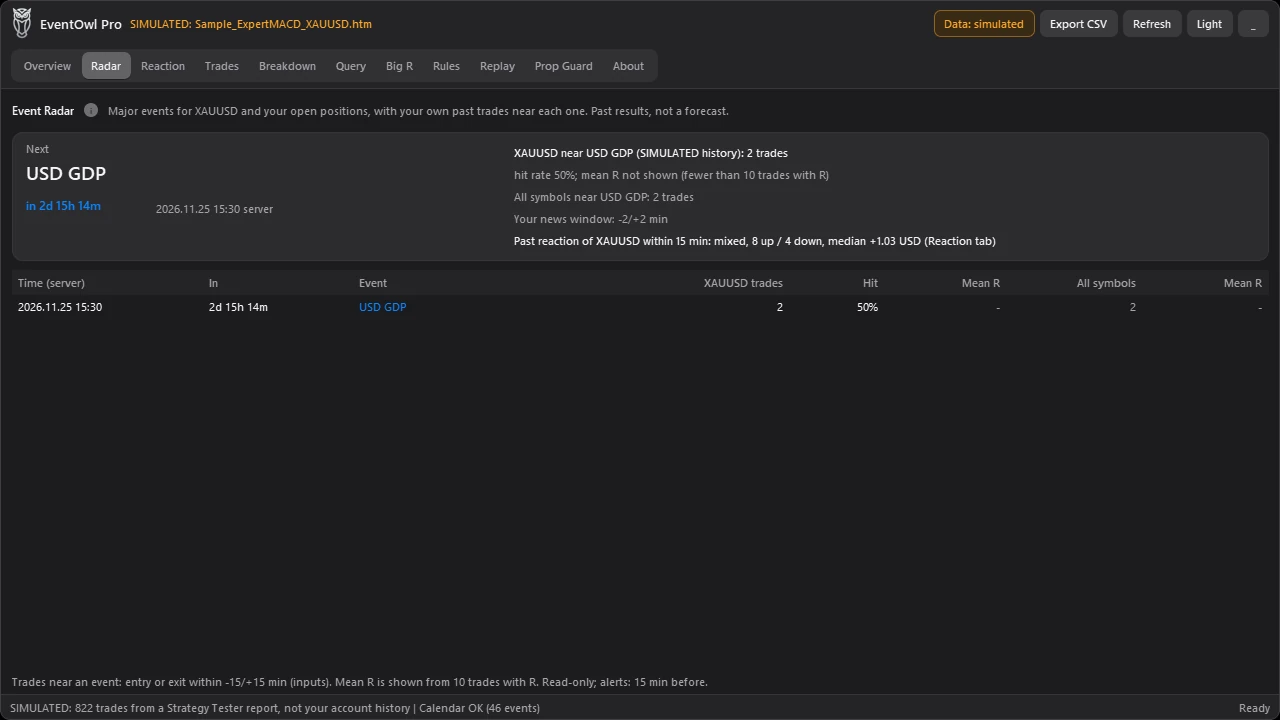 EventOwl Pro SIMULATED: Sample_ExpertMACD_XAUUSD.htm Data: simulated Export CSV Refresh Light _
Overview Radar Reaction Trades Breakdown Query Big R Rules Replay Prop Guard About
Event Radar i Major events for XAUUSD and your open positions, with your own past trades near each one. Past results, not a forecast.
Next
USD GDP
in 2d 15h 14m 2026.11.25 15:30 server
XAUUSD near USD GDP (SIMULATED history): 2 trades
hit rate 50%; mean R not shown (fewer than 10 trades with R)
All symbols near USD GDP: 2 trades
Your news window: -2/+2 min
Past reaction of XAUUSD within 15 min: mixed, 8 up / 4 down, median +1.03 USD (Reaction tab)
Time (server) In Event XAUUSD trades Hit Mean R All symbols Mean R
2026.11.25 15:30 2d 15h 14m USD GDP 2 50% - 2 -
Trades near an event: entry or exit within -15/+15 min (inputs). Mean R is shown from 10 trades with R. Read-only; alerts: 15 min before.
SIMULATED: 822 trades from a Strategy Tester report, not your account history | Calendar OK (46 events) Ready